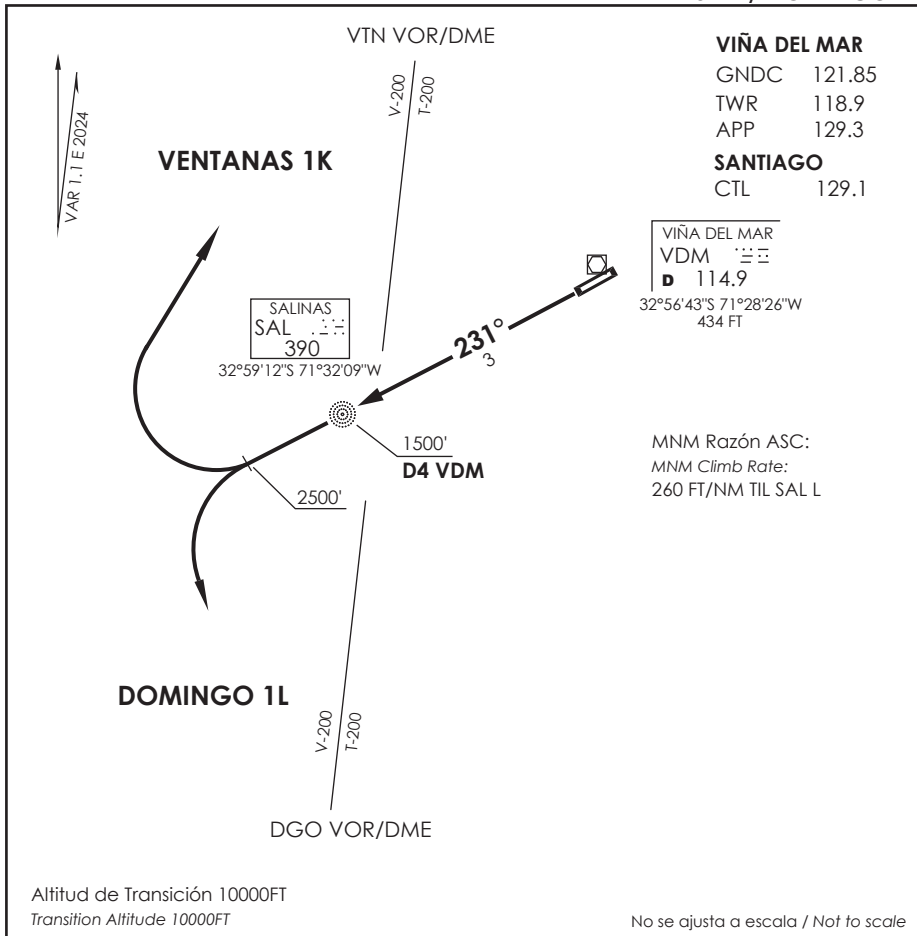 VTN VOR/DME
VIÑA DEL MAR
GNDC 121.85
TWR 118.9
APP 129.3
SANTIAGO
CTL 129.1
VAR 1.1 E 2024
V-200
T-200
VENTANAS 1K
VIÑA DEL MAR
VDM
D 114.9
32°56'43"S 71°28'26"W
434 FT
SALINAS
SAL
390
32°59'12"S 71°32'09"W
231°
3
1500'
D4 VDM
2500'
MNM Razón ASC:
MNM Climb Rate:
260 FT/NM TIL SAL L
DOMINGO 1L
V-200
T-200
DGO VOR/DME
Altitud de Transición 10000FT
Transition Altitude 10000FT
No se ajusta a escala / Not to scale